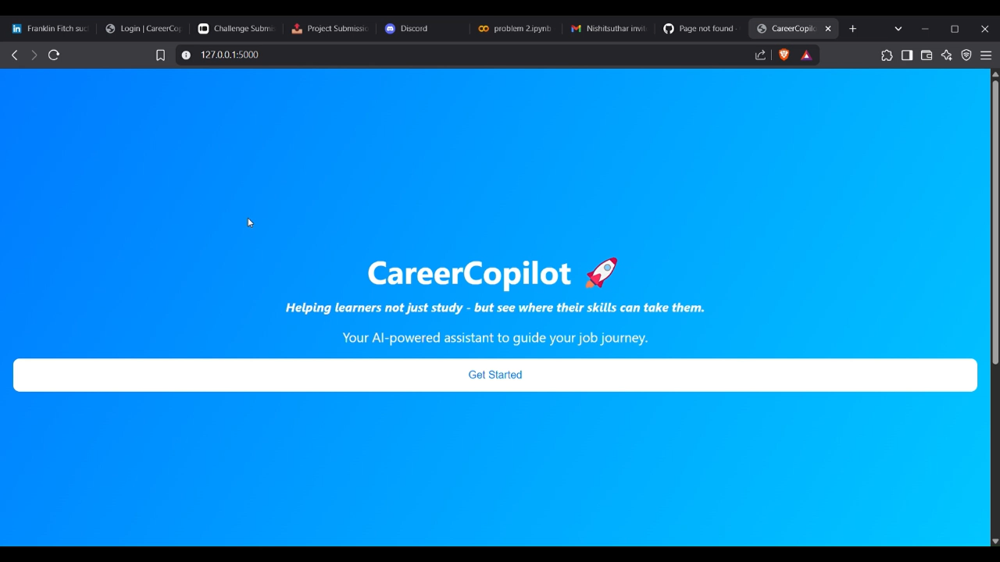 Franklin Fitch suc
Login | CareerCop
Challenge Submis
Project Submissio
Discord
problem 2.ipynb
Nishitsuthar invit
Page not found
CareerCopilo
127.0.0.1:5000
CareerCopilot 🚀
Helping learners not just study - but see where their skills can take them.
Your AI-powered assistant to guide your job journey.
Get Started